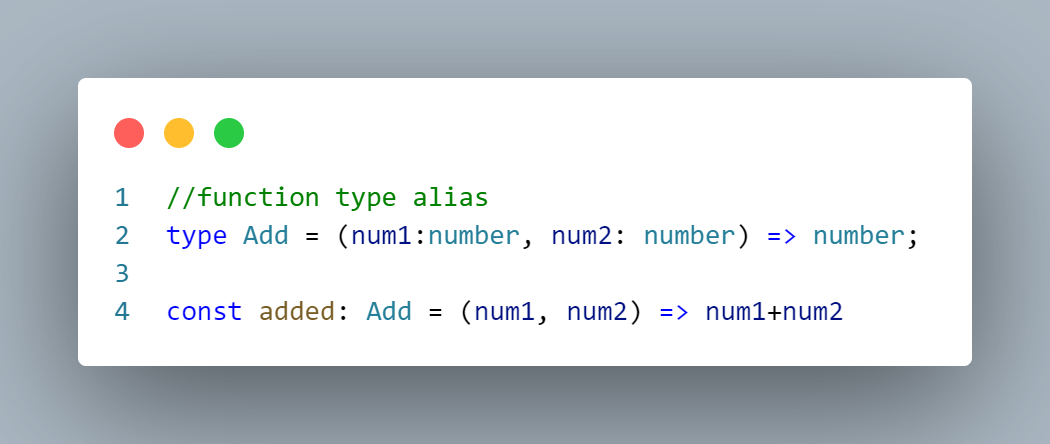 1 //function type alias
2 type Add = (num1:number, num2: number) => number;
3
4 const added: Add = (num1, num2) => num1+num2